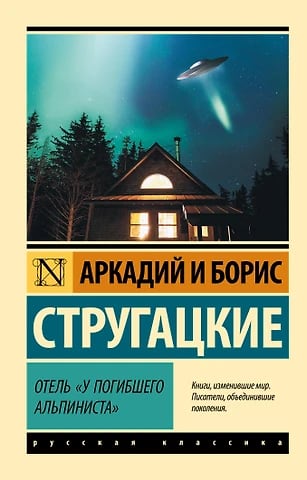 N
АРКАДИЙ И БОРИС
СТРУГАЦКИЕ
ОТЕЛЬ «У ПОГИБШЕГО
АЛЬПИНИСТА»
Книги, изменившие мир.
Писатели, объединившие
поколения.
русская классика